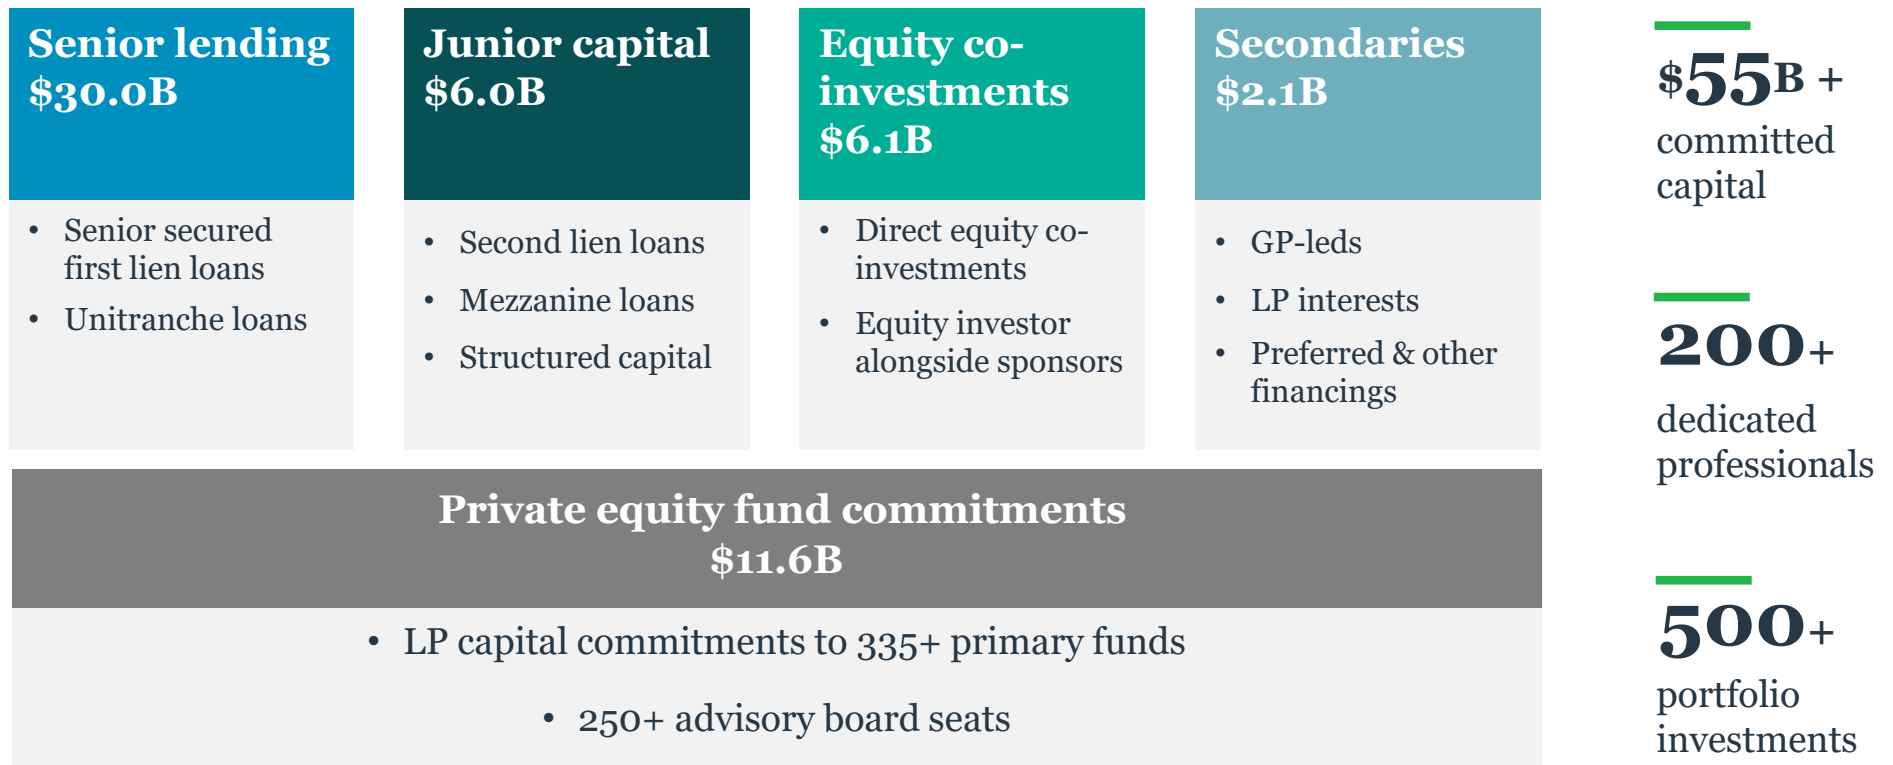 Senior lending
$30.0B
• Senior secured
first lien loans
• Unitranche loans
Junior capital
$6.0B
• Second lien loans
• Mezzanine loans
• Structured capital
Equity co-
investments
$6.1B
• Direct equity co-
investments
• Equity investor
alongside sponsors
Secondaries
$2.1B
• GP-leds
• LP interests
• Preferred & other
financings
Private equity fund commitments
$11.6B
• LP capital commitments to 335+ primary funds
• 250+ advisory board seats
$55B +
committed
capital
200+
dedicated
professionals
500+
portfolio
investments